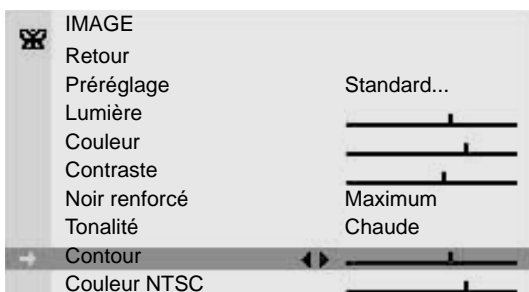 IMAGE
Retour
Préréglage Standard...
Lumière
Couleur
Contraste
Noir renforcé Maximum
Tonalité Chaude
Contour
Couleur NTSC